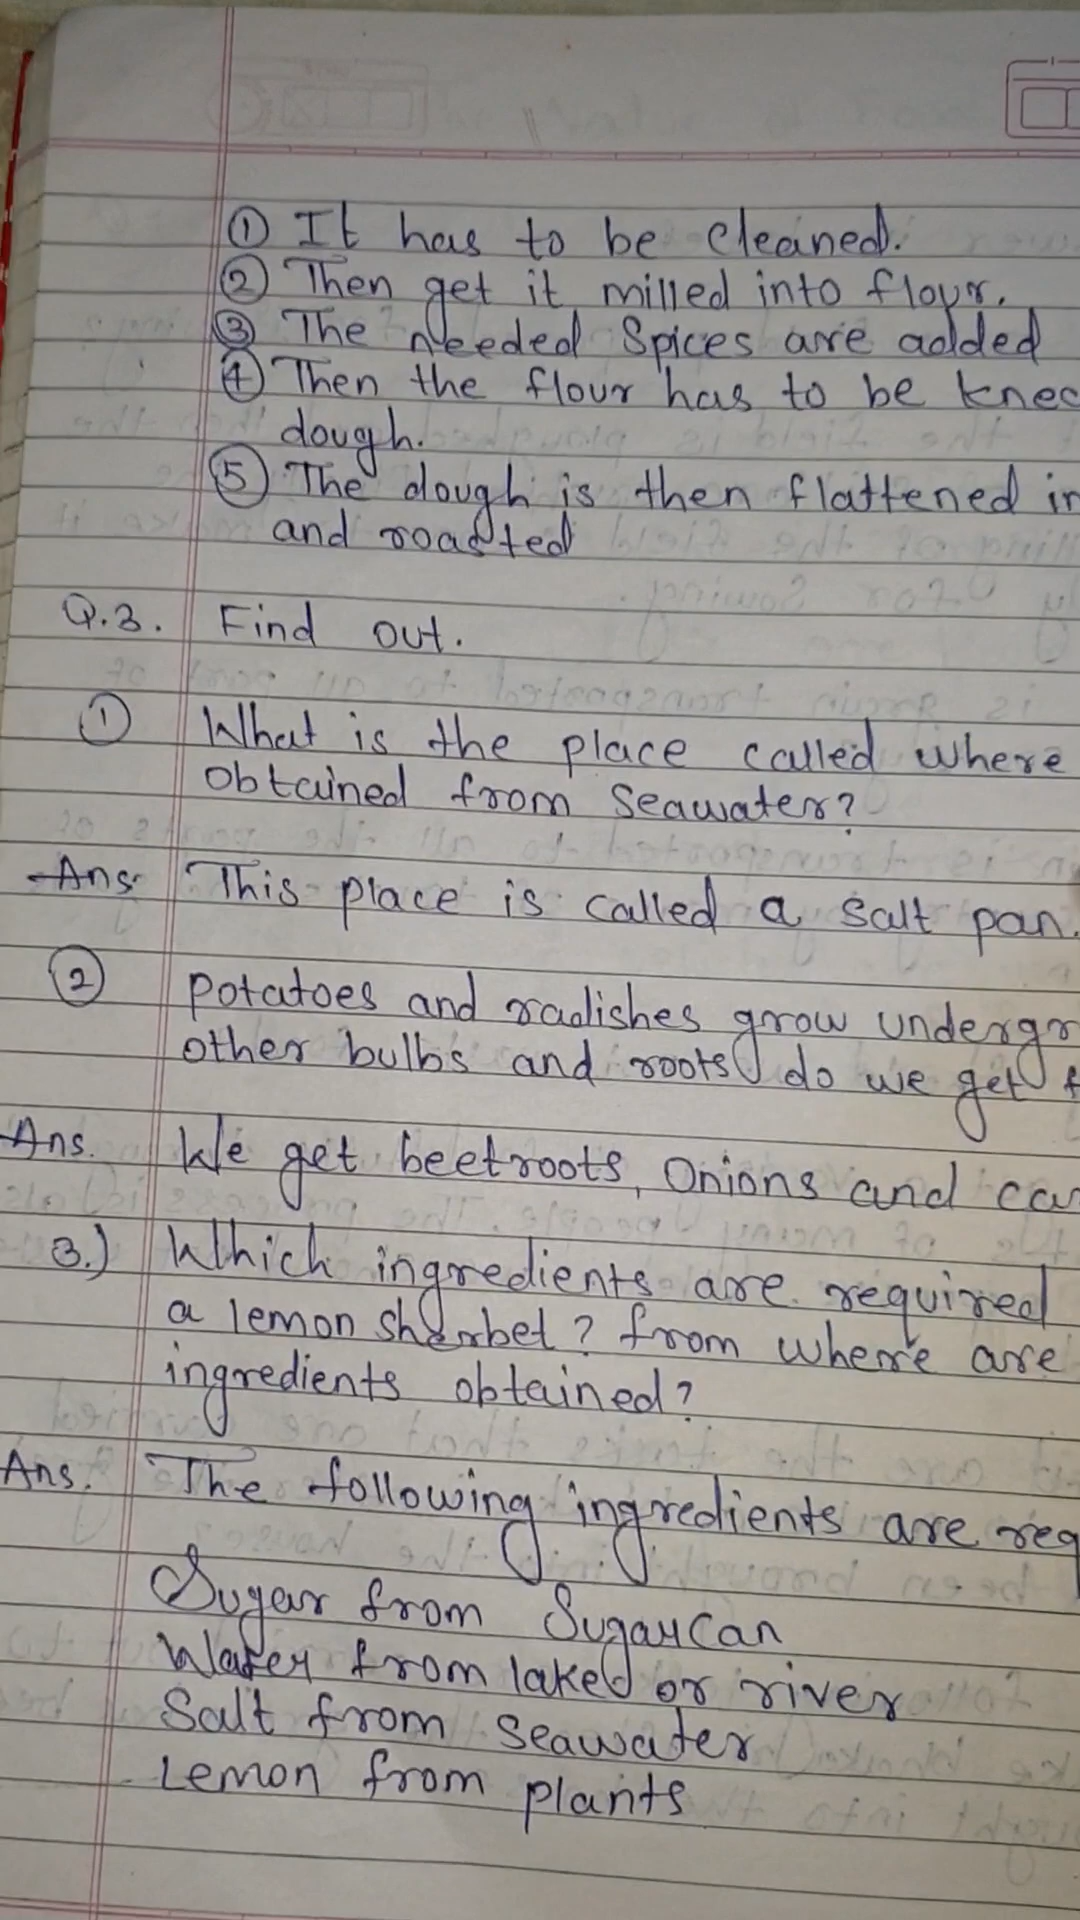 ① It has to be cleaned.
② Then get it milled into flour.
③ The needed Spices are added
④ Then the flour has to be
dough.
⑤ The dough is then flattened
and roasted
Q.3. Find out.
① What is the place called where
obtained from Seawater?
Ans. This place is called a salt pan.
② Potatoes and radishes grow
other bulbs and roots do we get
Ans. We get beetroots, Onions and
3.) Which ingredients are required
a lemon sherbet? from where are
ingredients obtained?
Ans. The following ingredients are
Sugar from Sugarcan
Water from lake or river
Salt from seawater
Lemon from plants